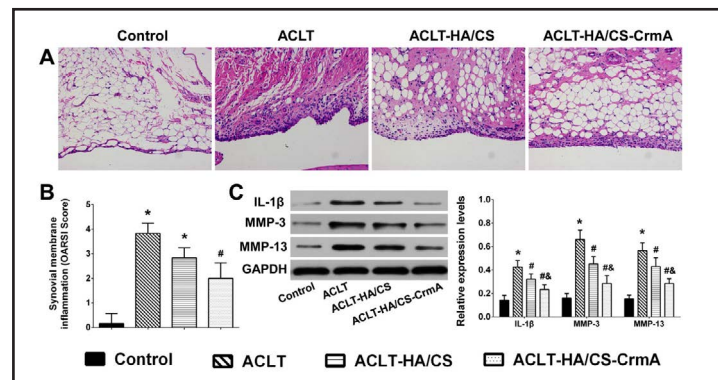 Control ACLT ACLT-HA/CS ACLT-HA/CS-CrmA
A
B
Synovial membrane
inflammation (OARSI Score)
5
4
3
2
1
0
* * #
C
IL-1β
MMP-3
MMP-13
GAPDH
Control ACLT ACLT-HA/CS ACLT-HA/CS-CrmA
Relative expression levels
1.0
0.8
0.6
0.4
0.2
0.0
* # #& * # #& * # #&
IL-1β MMP-3 MMP-13
Control ACLT ACLT-HA/CS ACLT-HA/CS-CrmA